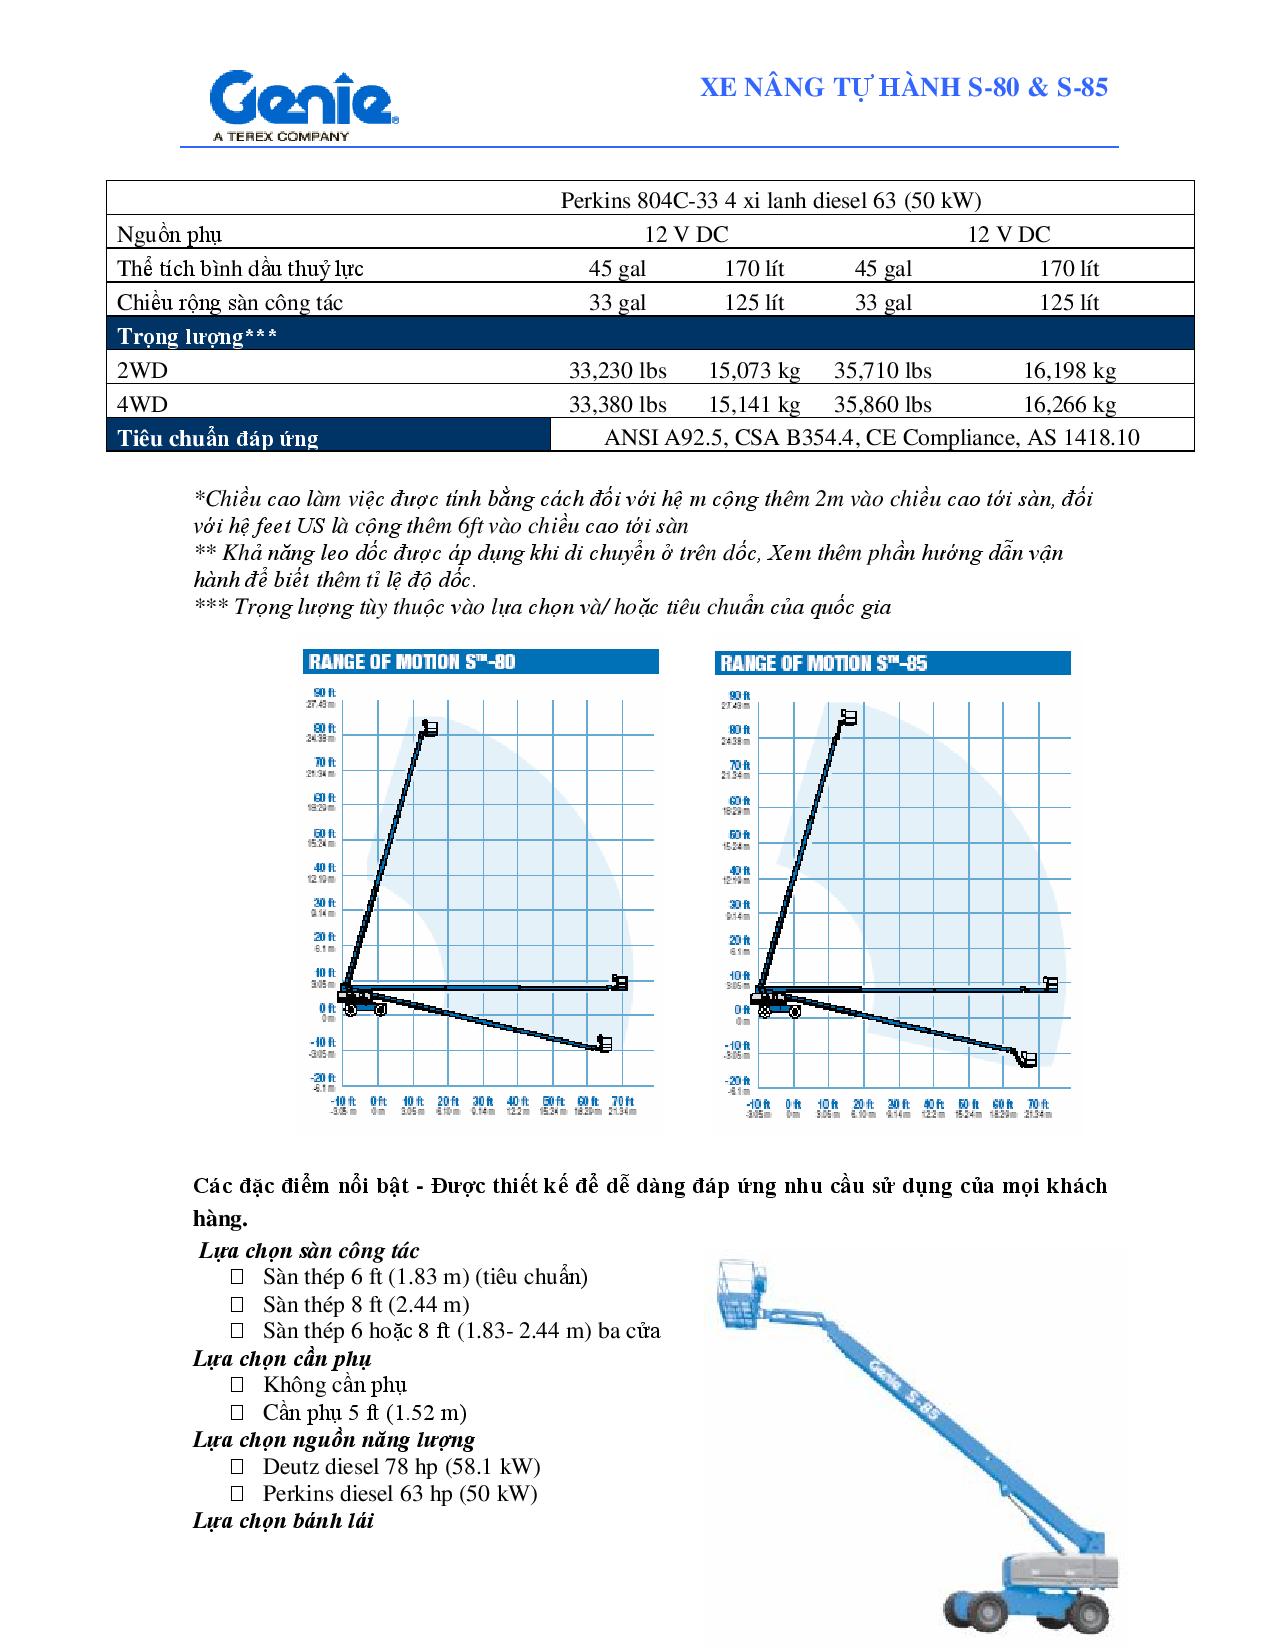 Genie®
A TEREX COMPANY
XE NÂNG TỰ HÀNH S-80 & S-85
Perkins 804C-33 4 xi lanh diesel 63 (50 kW)
Nguồn phụ 12 V DC 12 V DC
Thể tích bình dầu thuỷ lực 45 gal 170 lít 45 gal 170 lít
Chiều rộng sàn công tác 33 gal 125 lít 33 gal 125 lít
Trọng lượng***
2WD 33,230 lbs 15,073 kg 35,710 lbs 16,198 kg
4WD 33,380 lbs 15,141 kg 35,860 lbs 16,266 kg
Tiêu chuẩn đáp ứng ANSI A92.5, CSA B354.4, CE Compliance, AS 1418.10
*Chiều cao làm việc được tính bằng cách đối với hệ m cộng thêm 2m vào chiều cao tới sàn, đối
với hệ feet US là cộng thêm 6ft vào chiều cao tới sàn
** Khả năng leo dốc được áp dụng khi di chuyển ở trên dốc, Xem thêm phần hướng dẫn vận
hành để biết thêm tỉ lệ độ dốc.
*** Trọng lượng tùy thuộc vào lựa chọn và/ hoặc tiêu chuẩn của quốc gia
RANGE OF MOTION S™-80
90 ft
27.43 m
80 ft
24.38 m
70 ft
21.34 m
60 ft
18.29 m
50 ft
15.24 m
40 ft
12.19 m
30 ft
9.14 m
20 ft
6.1 m
10 ft
3.05 m
0 ft
0 m
-10 ft
-3.05 m
-20 ft
-6.1 m
-10 ft 0 ft 10 ft 20 ft 30 ft 40 ft 50 ft 60 ft 70 ft
-3.05 m 0 m 3.05 m 6.10 m 9.14 m 12.2 m 15.24 m 18.29 m 21.34 m
RANGE OF MOTION S™-85
90 ft
27.43 m
80 ft
24.38 m
70 ft
21.34 m
60 ft
18.29 m
50 ft
15.24 m
40 ft
12.19 m
30 ft
9.14 m
20 ft
6.1 m
10 ft
3.05 m
0 ft
0 m
-10 ft
-3.05 m
-20 ft
-6.1 m
-10 ft 0 ft 10 ft 20 ft 30 ft 40 ft 50 ft 60 ft 70 ft
-3.05 m 0 m 3.05 m 6.10 m 9.14 m 12.2 m 15.24 m 18.29 m 21.34 m
Các đặc điểm nổi bật - Được thiết kế để dễ dàng đáp ứng nhu cầu sử dụng của mọi khách
hàng.
Lựa chọn sàn công tác
□ Sàn thép 6 ft (1.83 m) (tiêu chuẩn)
□ Sàn thép 8 ft (2.44 m)
□ Sàn thép 6 hoặc 8 ft (1.83- 2.44 m) ba cửa
Lựa chọn cần phụ
□ Không cần phụ
□ Cần phụ 5 ft (1.52 m)
Lựa chọn nguồn năng lượng
□ Deutz diesel 78 hp (58.1 kW)
□ Perkins diesel 63 hp (50 kW)
Lựa chọn bánh lái
Genie S-85